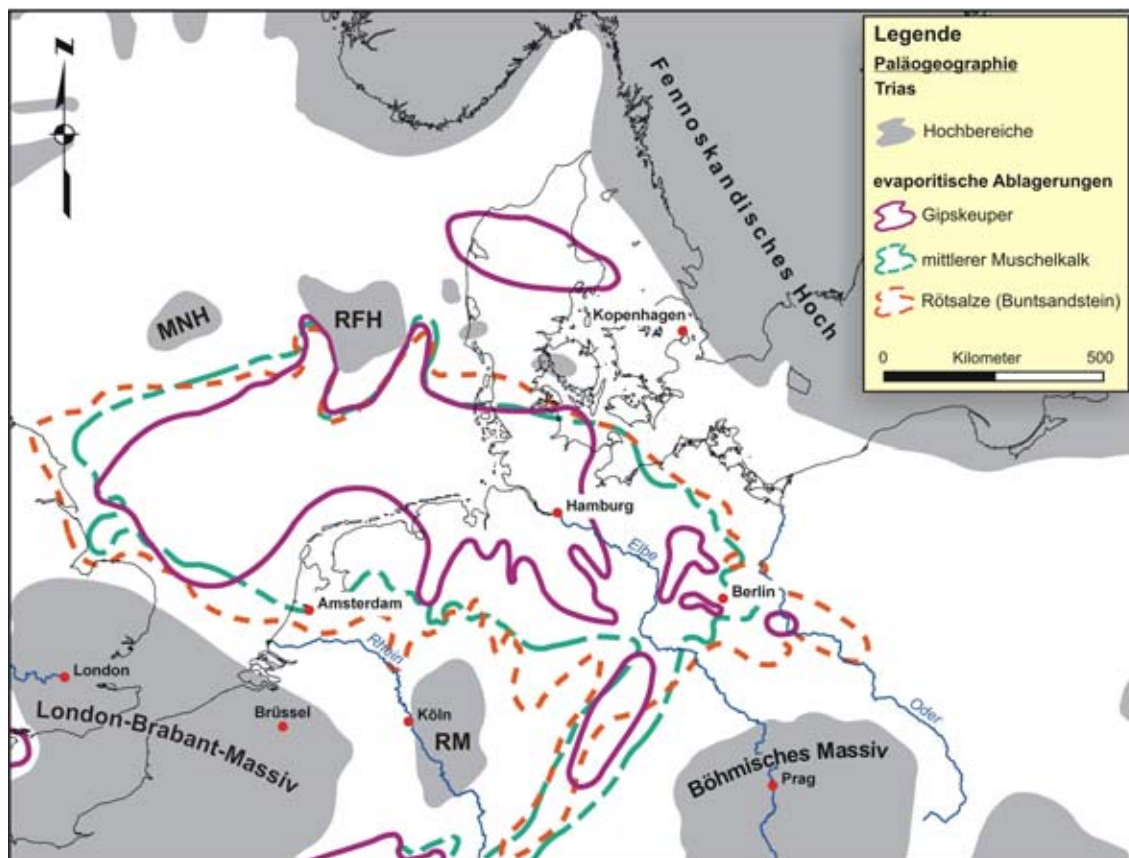 Z
Legende
Paläogeographie
Trias
Hochbereiche
evaporitische Ablagerungen
Gipskeuper
mittlerer Muschelkalk
Rötsalze (Buntsandstein)
0 Kilometer 500
Fennoskandisches Hoch
MNH
RFH
Kopenhagen
Hamburg
Elbe
Berlin
Amsterdam
Rhein
London
London-Brabant-Massiv
Brüssel
Köln
RM
Oder
Böhmisches Massiv
Prag